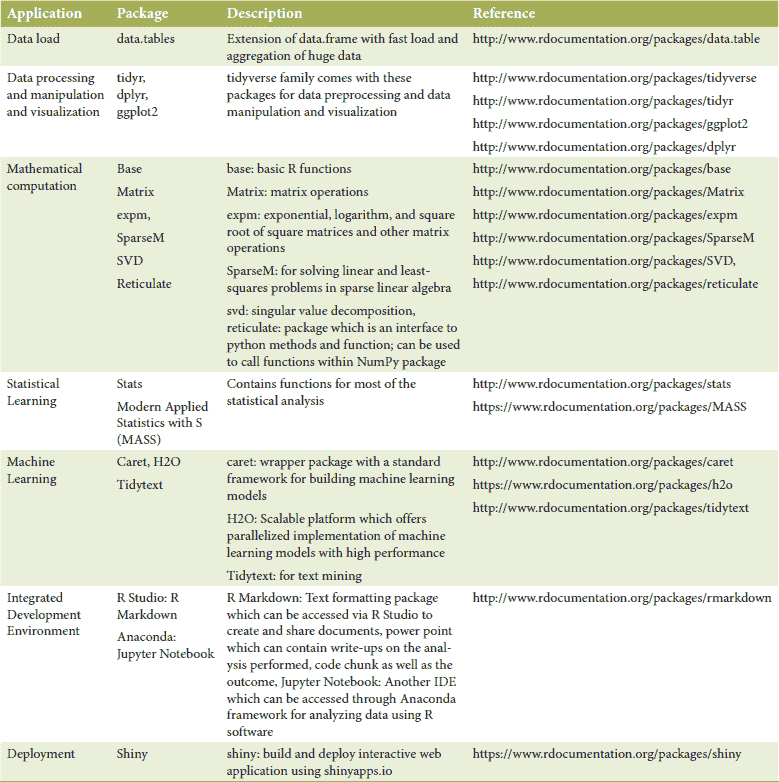 Application Package Description Reference
Data load data.tables Extension of data.frame with fast load and http://www.rdocumentation.org/packages/data.table
aggregation of huge data
Data processing tidyr, tidyverse family comes with these http://www.rdocumentation.org/packages/tidyverse
and manipulation dplyr, packages for data preprocessing and data http://www.rdocumentation.org/packages/tidyr
and visualization ggplot2 manipulation and visualization
http://www.rdocumentation.org/packages/ggplot2
http://www.rdocumentation.org/packages/dplyr
Mathematical Base base: basic R functions http://www.rdocumentation.org/packages/base
computation Matrix Matrix: matrix operations http://www.rdocumentation.org/packages/Matrix
expm, expm: exponential, logarithm, and square http://www.rdocumentation.org/packages/expm
root of square matrices and other matrix
SparseM operations http://www.rdocumentation.org/packages/SparseM
SVD http://www.rdocumentation.org/packages/SVD,
SparseM: for solving linear and least-
Reticulate squares problems in sparse linear algebra http://www.rdocumentation.org/packages/reticulate
svd: singular value decomposition,
reticulate: package which is an interface to
python methods and function; can be used
to call functions within NumPy package
Statistical Stats Contains functions for most of the http://www.rdocumentation.org/packages/stats
Learning statistical analysis
Modern Applied https://www.rdocumentation.org/packages/MASS
Statistics with S
(MASS)
Machine Caret, H2O caret: wrapper package with a standard http://www.rdocumentation.org/packages/caret
Learning Tidytext framework for building machine learning https://www.rdocumentation.org/packages/h2o
models
http://www.rdocumentation.org/packages/tidytext
H2O: Scalable platform which offers
parallelized implementation of machine
learning models with high performance
Tidytext: for text mining
Integrated R Studio: R R Markdown: Text formatting package http://www.rdocumentation.org/packages/rmarkdown
Development Markdown which can be accessed via R Studio to
Environment create and share documents, power point
Anaconda: which can contain write-ups on the anal-
Jupyter Notebook ysis performed, code chunk as well as the
outcome, Jupyter Notebook: Another IDE
which can be accessed through Anaconda
framework for analyzing data using R
software
Deployment Shiny shiny: build and deploy interactive web https://www.rdocumentation.org/packages/shiny
application using shinyapps.io